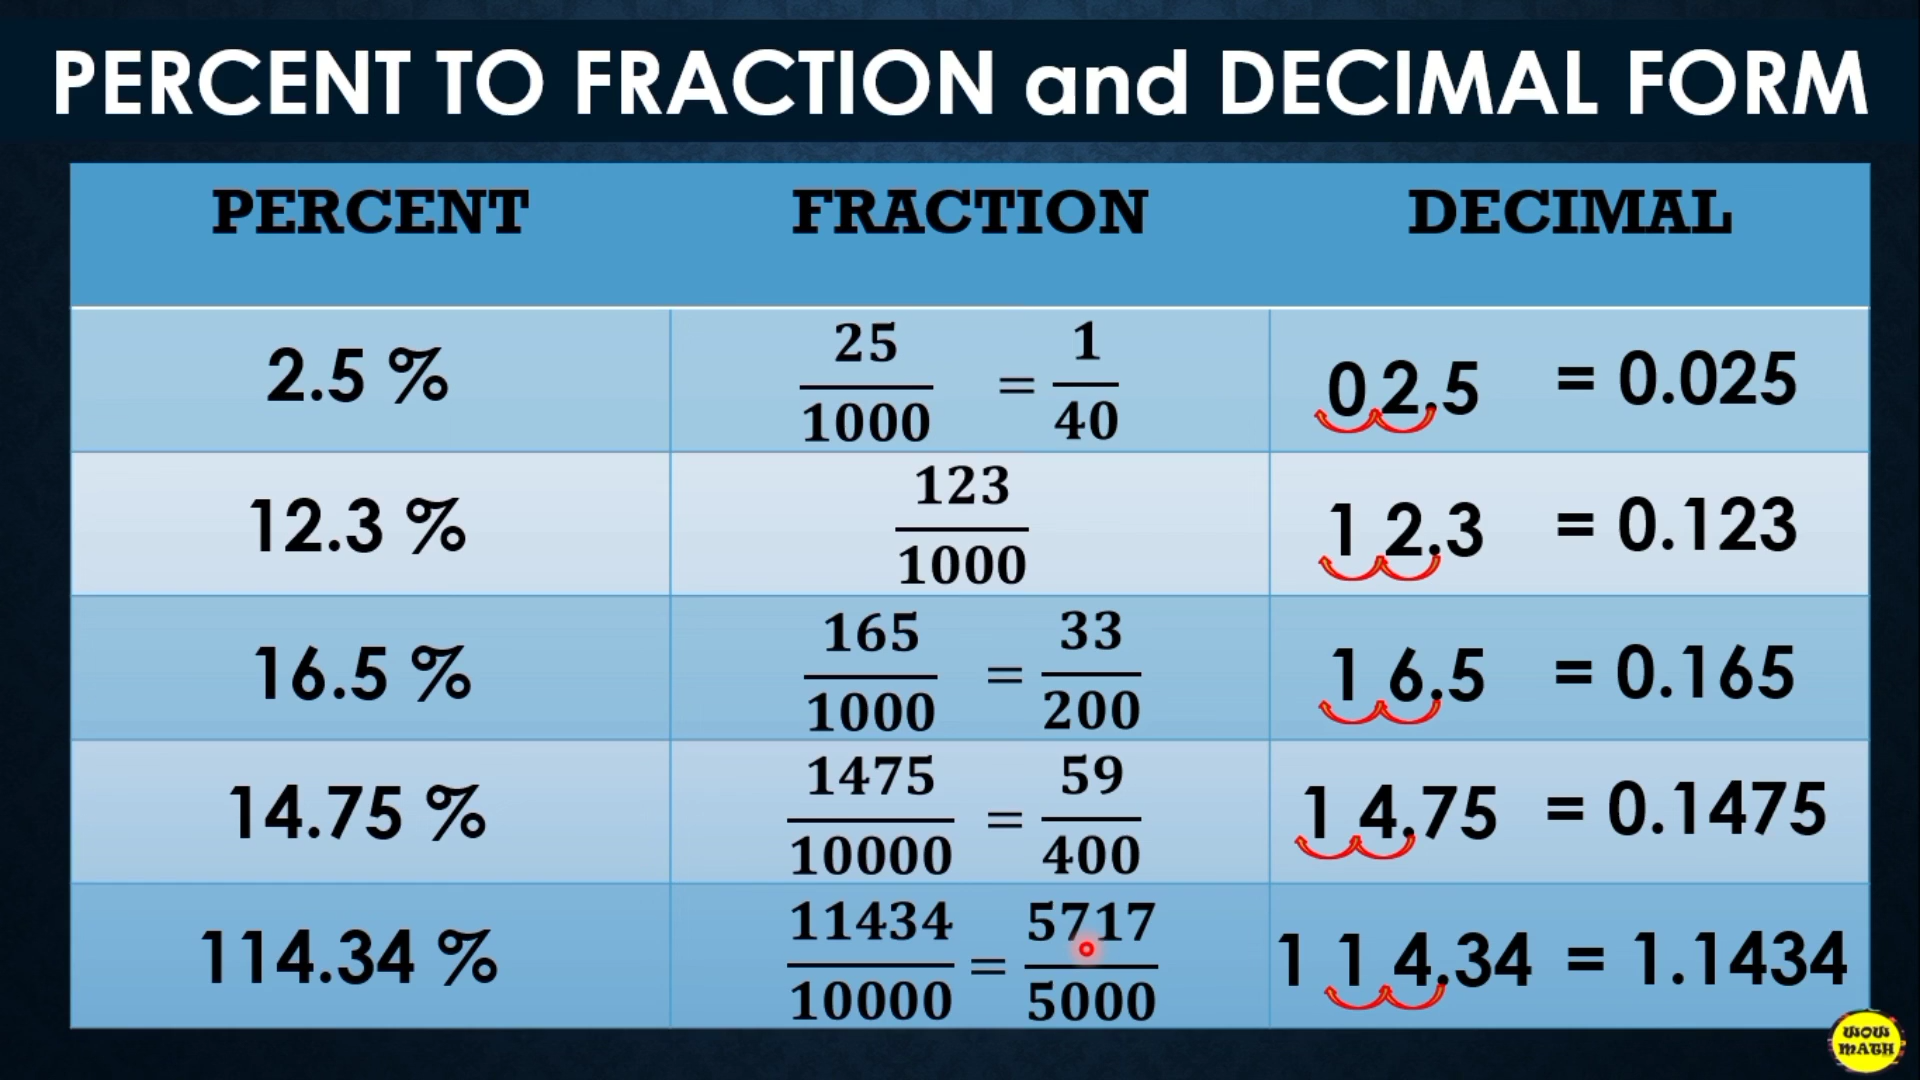 PERCENT TO FRACTION and DECIMAL FORM
PERCENT FRACTION DECIMAL
2.5 % 25/1000 = 1/40 02.5 = 0.025
12.3 % 123/1000 12.3 = 0.123
16.5 % 165/1000 = 33/200 16.5 = 0.165
14.75 % 1475/10000 = 59/400 14.75 = 0.1475
114.34 % 11434/10000 = 5717/5000 114.34 = 1.1434
WOW
MATH